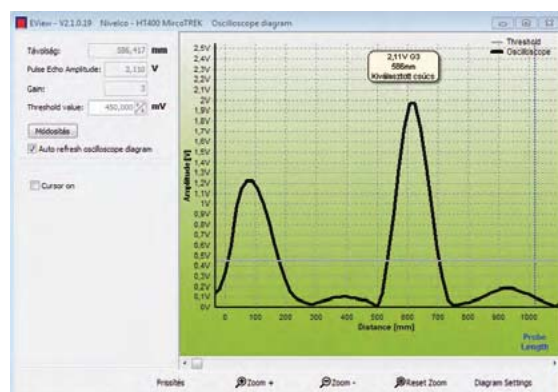 EView - V2.1.0.19 Nivelco - HT400 MircoTREK Oscilloscope diagram
Távolság: 586,417 mm
Pulse Echo Amplitude: 2,110 V
Gain: 3
Threshold value: 450,000 mV
Módosítás
Auto refresh oscilloscope diagram
Cursor on
Threshold
Oscilloscope
2,11V G3
586mm
Kiválasztott csúcs
Amplitude [V]
2,5V
2,4V
2,3V
2,2V
2,1V
2V
1,9V
1,8V
1,7V
1,6V
1,5V
1,4V
1,3V
1,2V
1,1V
1V
0,9V
0,8V
0,7V
0,6V
0,5V
0,4V
0,3V
0,2V
0,1V
0V
0 100 200 300 400 500 600 700 800 900 1000
Distance [mm]
Probe
Length
Frissítés Zoom + Zoom - Reset Zoom Diagram Settings